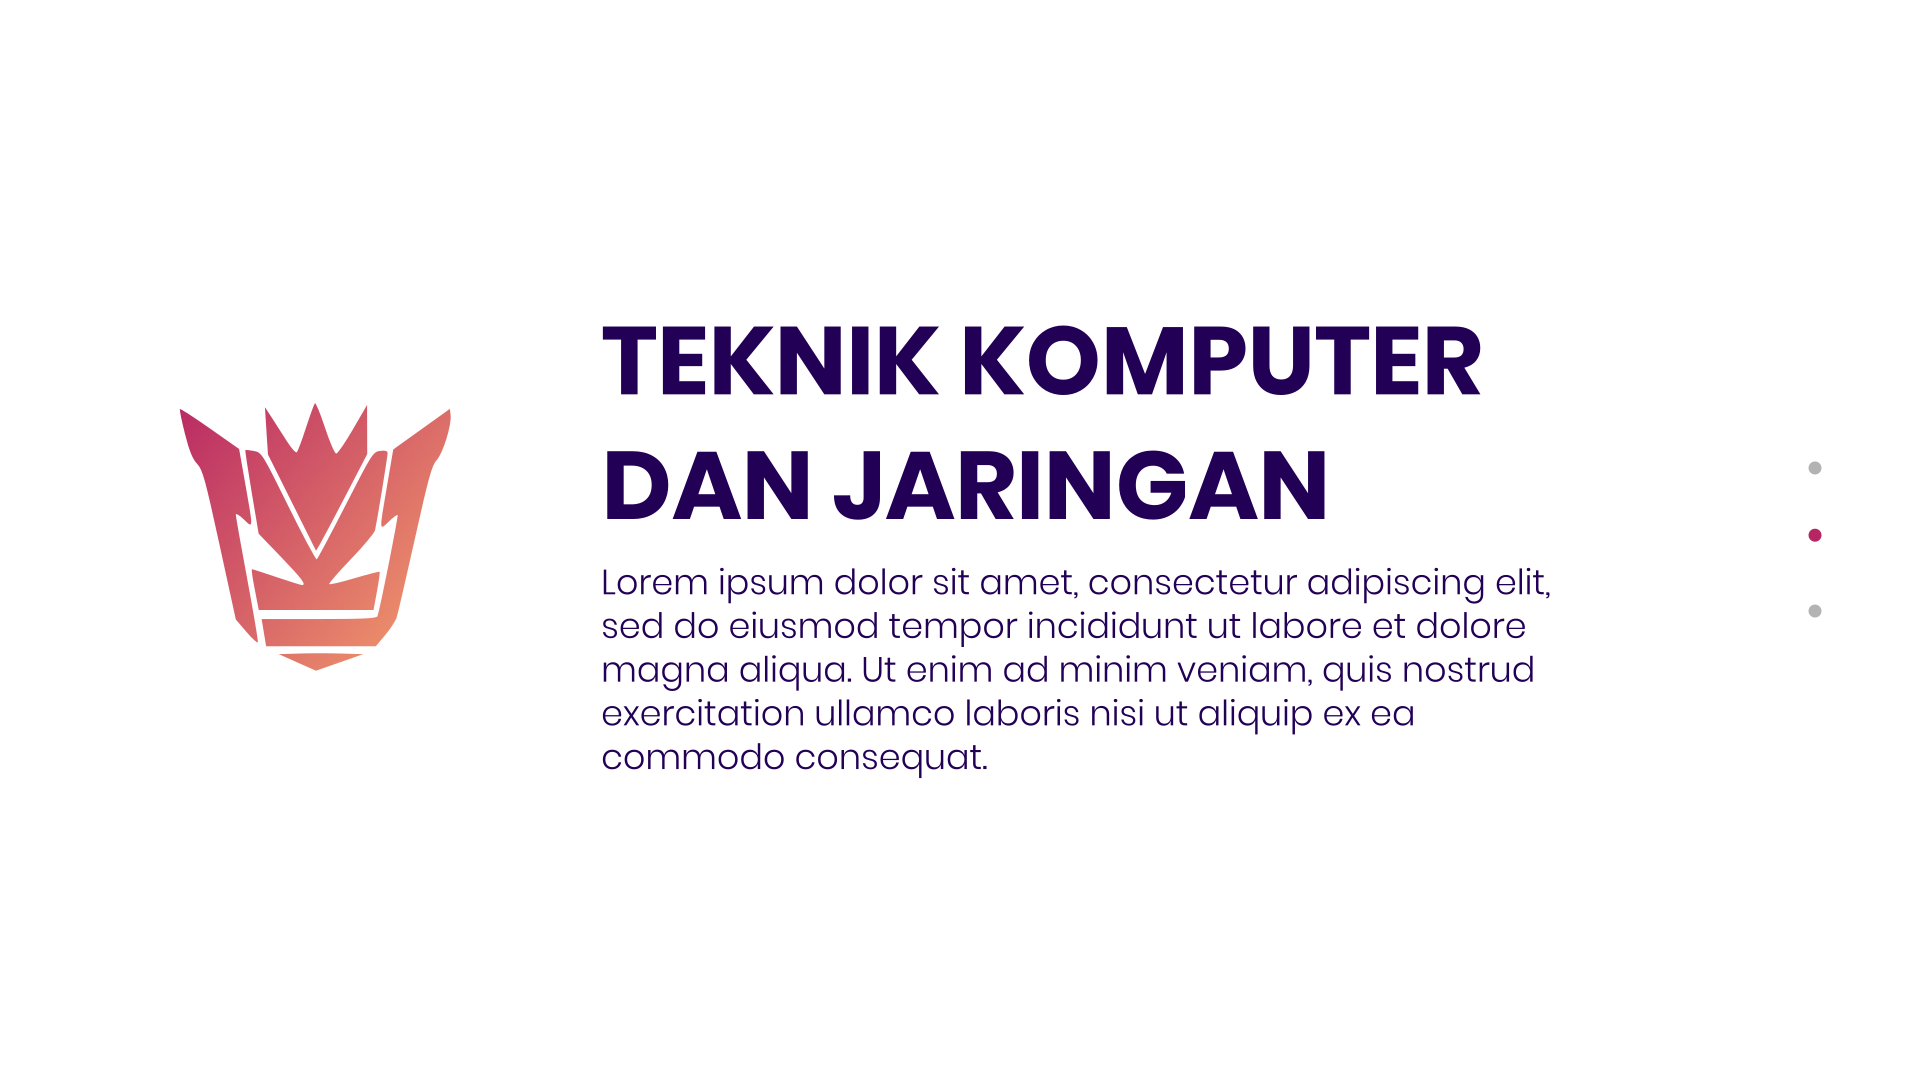 TEKNIK KOMPUTER
DAN JARINGAN
Lorem ipsum dolor sit amet, consectetur adipiscing elit,
sed do eiusmod tempor incididunt ut labore et dolore
magna aliqua. Ut enim ad minim veniam, quis nostrud
exercitation ullamco laboris nisi ut aliquip ex ea
commodo consequat.